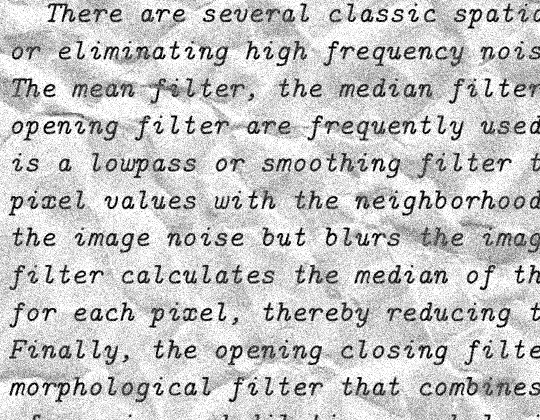 There are several classic spatia
or eliminating high frequency nois
The mean filter, the median filter
opening filter are frequently used
is a lowpass or smoothing filter t
pixel values with the neighborhood
the image noise but blurs the imag
filter calculates the median of th
for each pixel, thereby reducing t
Finally, the opening closing filte
morphological filter that combines